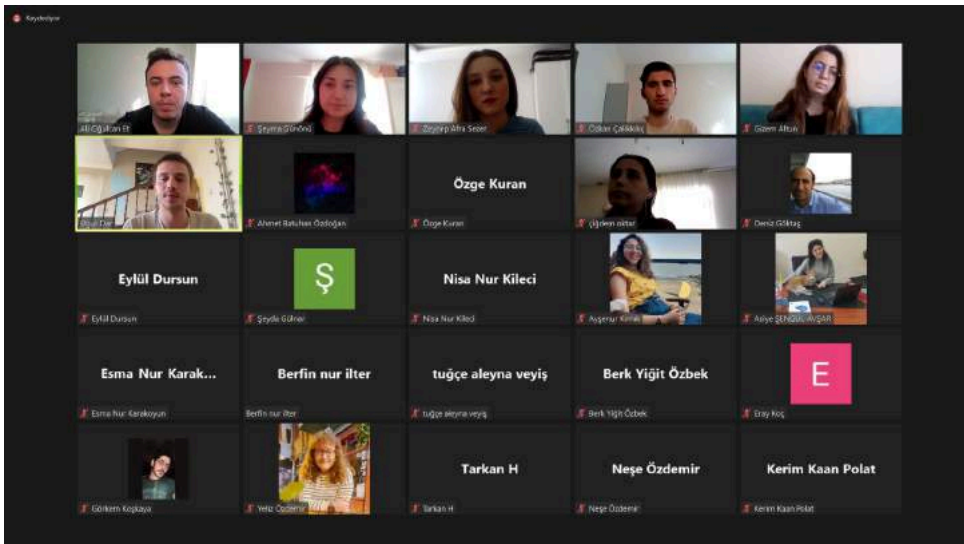 Kaydediliyor
Ali Oğulcan Et
Şeyma Günönü
Zeynep Afra Sezer
Özkan Çalıkkılıç
Gizem Altun
Ahmet Batuhan Özdoğan
Özge Kuran
Özge Kuran
çiğdem oktar
Deniz Göktaş
Eylül Dursun
Eylül Dursun
Ş
Şeyda Gülnar
Nisa Nur Kileci
Nisa Nur Kileci
Ayşenur
Asiye ŞENGÜL AVŞAR
Esma Nur Karak...
Esma Nur Karakoyun
Berfin nur ilter
Berfin nur ilter
tuğçe aleyna veyiş
tuğçe aleyna veyiş
Berk Yiğit Özbek
Berk Yiğit Özbek
E
Eray Koç
Görkem Koşkaya
Yeliz Özdemir
Tarkan H
Tarkan H
Neşe Özdemir
Neşe Özdemir
Kerim Kaan Polat
Kerim Kaan Polat